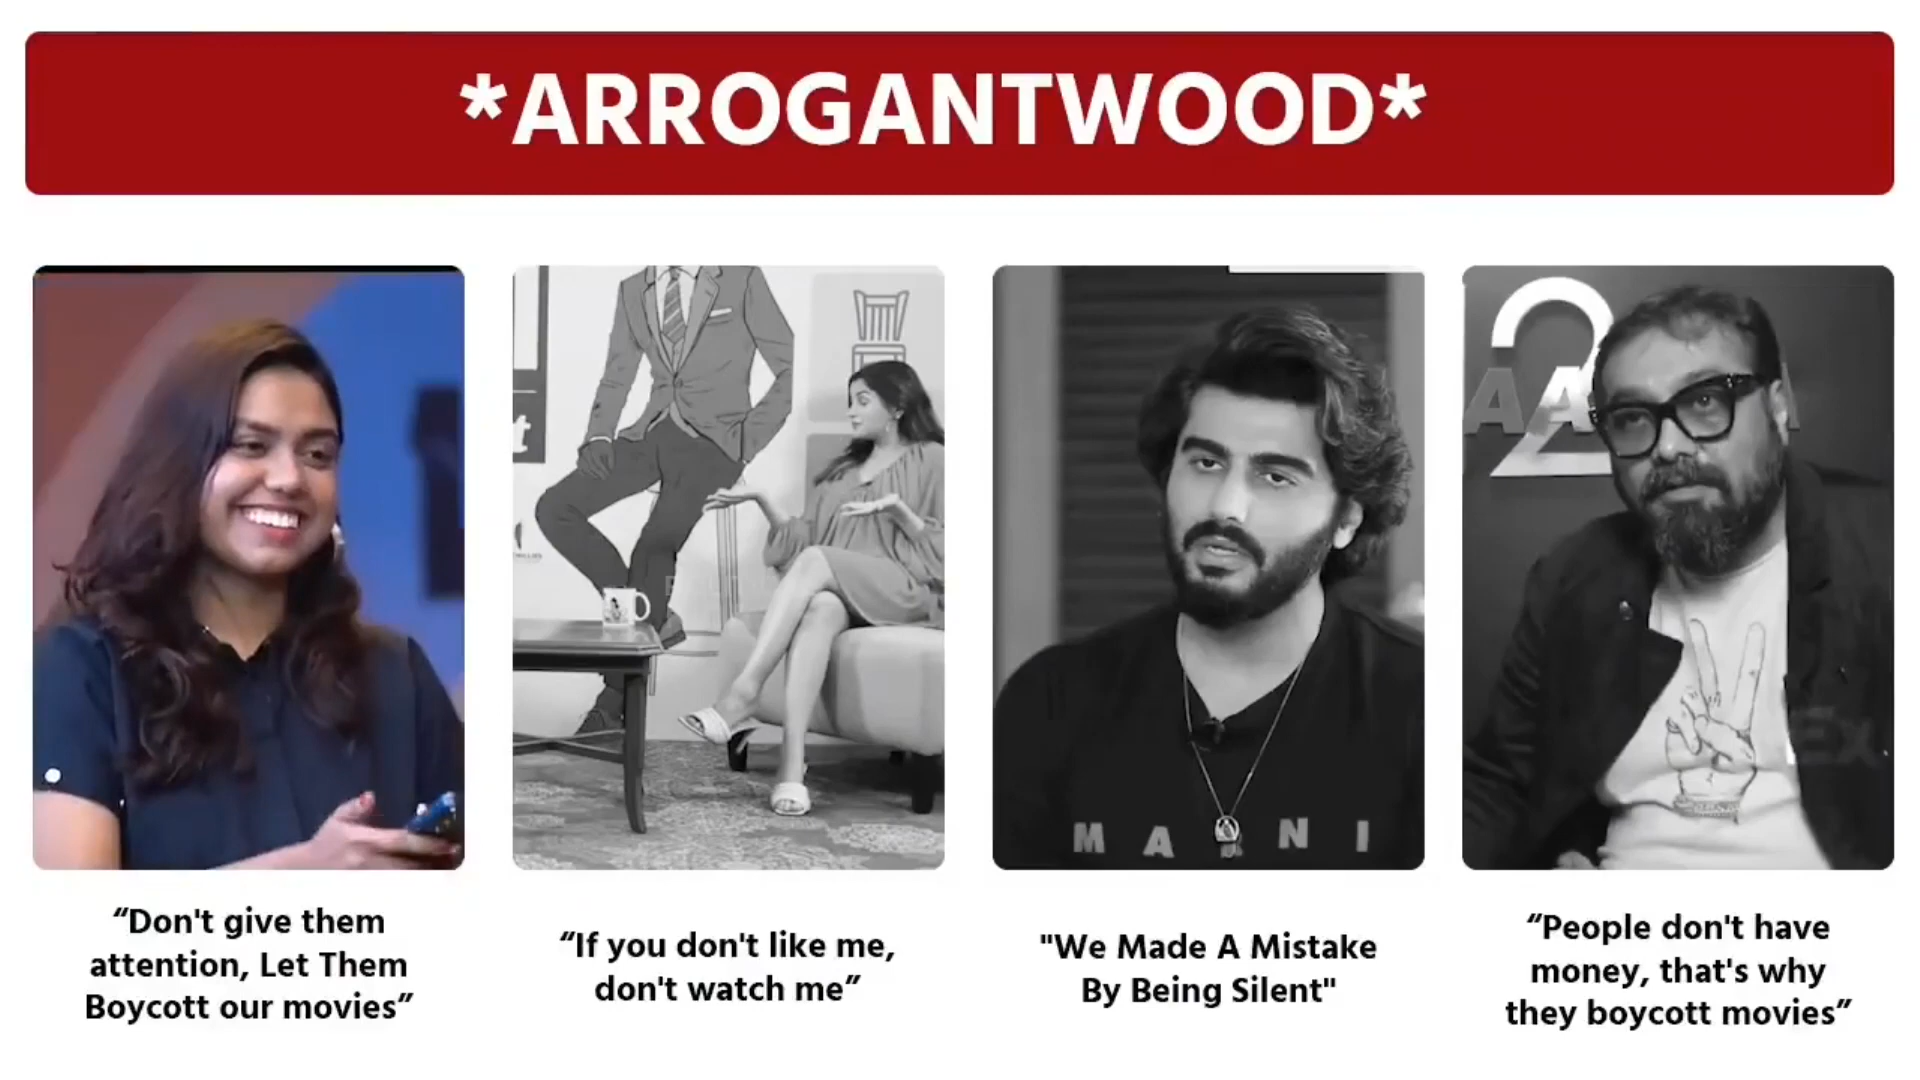 *ARROGANTWOOD*
t
2
M A R N I
“Don't give them
attention, Let Them
Boycott our movies”
“If you don't like me,
don't watch me”
"We Made A Mistake
By Being Silent"
“People don't have
money, that's why
they boycott movies”